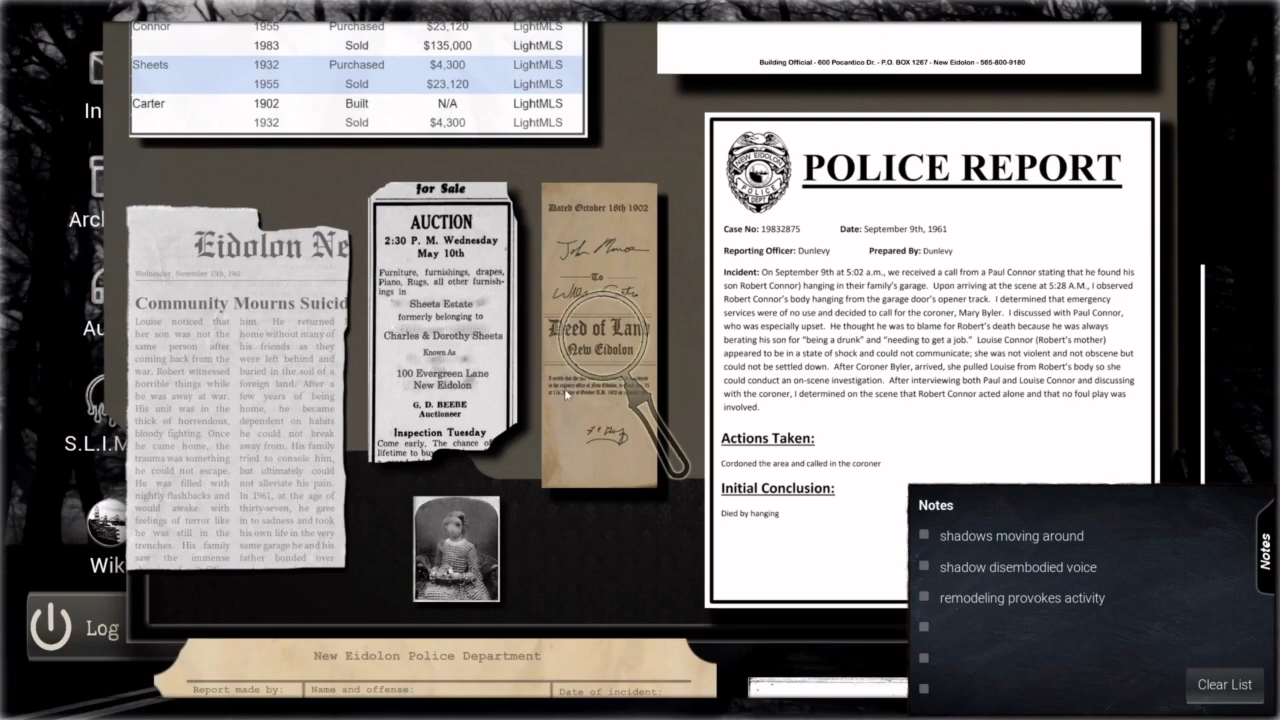 Connor 1955 Purchased $23,120 LightMLS
1983 Sold $135,000 LightMLS
Sheets 1932 Purchased $4,300 LightMLS
1955 Sold $23,120 LightMLS
Carter 1902 Built N/A LightMLS
1932 Sold $4,300 LightMLS
Building Official - 600 Pocantico Dr. - P.O. BOX 1267 - New Eidolon - 565-800-9180
In
Arcl
Au
S.L.I.M
Wik
Log
Eidolon Ne
Wednesday, November 15th, 1961
Community Mourns Suicid
Louise noticed that
her son was not the
same person after
coming back from the
war. Robert witnessed
horrible things while
he was away at war.
His unit was in the
thick of horrendous,
bloody fighting. Once
he came home, the
trauma was something
he could not escape.
He was filled with
nightly flashbacks and
would awake with
feelings of terror like
he was still in the
trenches. His family
saw the immense
him. He returned
home without many of
his friends as they
were left behind and
buried in the soil of a
foreign land. After a
few years of being
home, he became
dependent on habits
he could not break
away from. His family
tried to console him,
but ultimately could
not alleviate his pain.
In 1961, at the age of
thirty-seven, he gave
in to sadness and took
his own life in the very
same garage he and his
father bonded over
for Sale
AUCTION
2:30 P. M. Wednesday
May 10th
Furniture, furnishings, drapes,
Piano, Rugs, all other furnish-
ings in
Sheets Estate
formerly belonging to
Charles & Dorothy Sheets
Known As
100 Evergreen Lane
New Eidolon
G. D. BEEBE
Auctioneer
Inspection Tuesday
Come early, The chance of
lifetime to buy
Dated October 18th 1902
To
Deed of Land
New Eidolon
NEW EIDOLON
POLICE
DEPT
POLICE REPORT
Case No: 19832875 Date: September 9th, 1961
Reporting Officer: Dunlevy Prepared By: Dunlevy
Incident: On September 9th at 5:02 a.m., we received a call from a Paul Connor stating that he found his
son Robert Connor) hanging in their family's garage. Upon arriving at the scene at 5:28 A.M., I observed
Robert Connor's body hanging from the garage door's opener track. I determined that emergency
services were of no use and decided to call for the coroner, Mary Byler. I discussed with Paul Connor,
who was especially upset. He thought he was to blame for Robert's death because he was always
berating his son for "being a drunk" and "needing to get a job." Louise Connor (Robert's mother)
appeared to be in a state of shock and could not communicate; she was not violent and not obscene but
could not be settled down. After Coroner Byler, arrived, she pulled Louise from Robert's body so she
could conduct an on-scene investigation. After interviewing both Paul and Louise Connor and discussing
with the coroner, I determined on the scene that Robert Connor acted alone and that no foul play was
involved.
Actions Taken:
Cordoned the area and called in the coroner
Initial Conclusion:
Died by hanging
Notes
shadows moving around
shadow disembodied voice
remodeling provokes activity
Notes
Clear List
New Eidolon Police Department
Report made by: Name and offense: Date of incident: